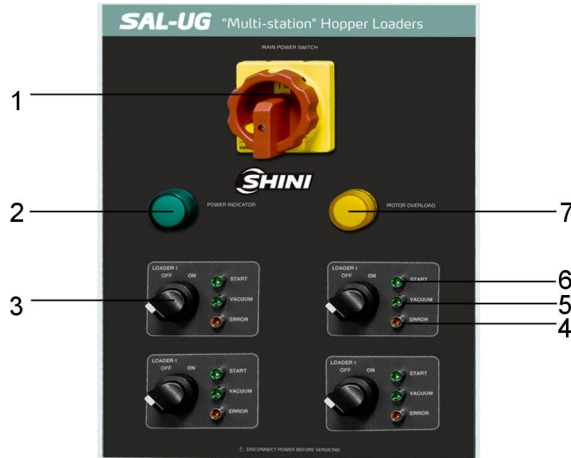 SAL-UG "Multi-station" Hopper Loaders
MAIN POWER SWITCH
1
SHINI
2
POWER INDICATOR
MOTOR OVERLOAD
7
LOADER 1
OFF ON
START
VACUUM
ERROR
3
LOADER 1
OFF ON
START
VACUUM
ERROR
6
5
4
LOADER 1
OFF ON
START
VACUUM
ERROR
LOADER 1
OFF ON
START
VACUUM
ERROR
DISCONNECT POWER BEFORE SERVICING